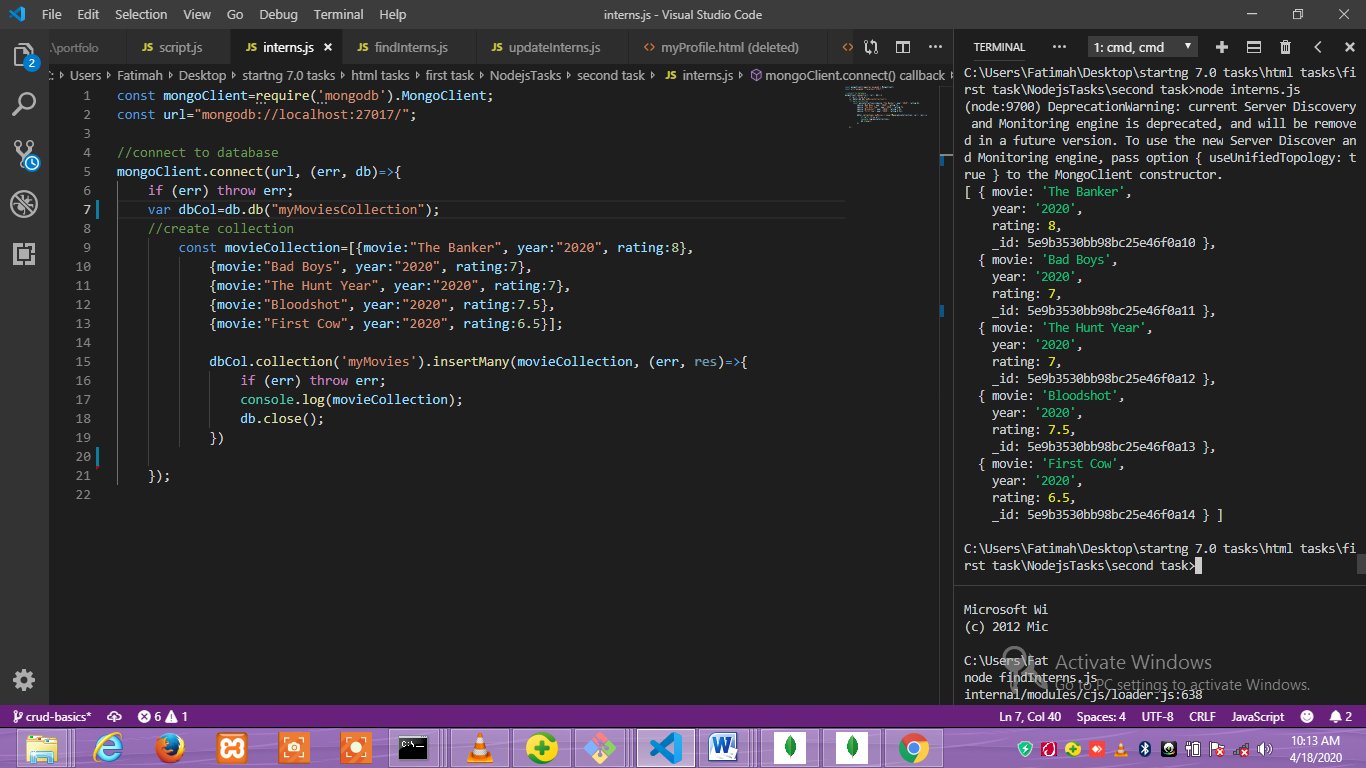 File Edit Selection View Go Debug Terminal Help
interns.js - Visual Studio Code
.\portfolo
JS script.js
JS interns.js ×
JS findInterns.js
JS updateInterns.js
<> myProfile.html (deleted)
<>
C: > Users > Fatimah > Desktop > startng 7.0 tasks > html tasks > first task > NodejsTasks > second task > JS interns.js > mongoClient.connect() callback
1 const mongoClient=require('mongodb').MongoClient;
2 const url="mongodb://localhost:27017/";
3
4 //connect to database
5 mongoClient.connect(url, (err, db)=>{
6 if (err) throw err;
7 var dbCol=db.db("myMoviesCollection");
8 //create collection
9 const movieCollection=[{movie:"The Banker", year:"2020", rating:8},
10 {movie:"Bad Boys", year:"2020", rating:7},
11 {movie:"The Hunt Year", year:"2020", rating:7},
12 {movie:"Bloodshot", year:"2020", rating:7.5},
13 {movie:"First Cow", year:"2020", rating:6.5}];
14
15 dbCol.collection('myMovies').insertMany(movieCollection, (err, res)=>{
16 if (err) throw err;
17 console.log(movieCollection);
18 db.close();
19 })
20
21 });
22
TERMINAL ··· 1: cmd, cmd
C:\Users\Fatimah\Desktop\startng 7.0 tasks\html tasks\fi
rst task\NodejsTasks\second task>node interns.js
(node:9700) DeprecationWarning: current Server Discovery
and Monitoring engine is deprecated, and will be remove
d in a future version. To use the new Server Discover an
d Monitoring engine, pass option { useUnifiedTopology: t
rue } to the MongoClient constructor.
[ { movie: 'The Banker',
year: '2020',
rating: 8,
_id: 5e9b3530bb98bc25e46f0a10 },
{ movie: 'Bad Boys',
year: '2020',
rating: 7,
_id: 5e9b3530bb98bc25e46f0a11 },
{ movie: 'The Hunt Year',
year: '2020',
rating: 7,
_id: 5e9b3530bb98bc25e46f0a12 },
{ movie: 'Bloodshot',
year: '2020',
rating: 7.5,
_id: 5e9b3530bb98bc25e46f0a13 },
{ movie: 'First Cow',
year: '2020',
rating: 6.5,
_id: 5e9b3530bb98bc25e46f0a14 } ]
C:\Users\Fatimah\Desktop\startng 7.0 tasks\html tasks\fi
rst task\NodejsTasks\second task>
Microsoft Wi
(c) 2012 Mic
C:\Users\Fat
node findInterns.js
internal/modules/cjs/loader.js:638
Activate Windows
Go to PC settings to activate Windows.
2
crud-basics* 6 1
Ln 7, Col 40 Spaces: 4 UTF-8 CRLF JavaScript 2
10:13 AM
4/18/2020